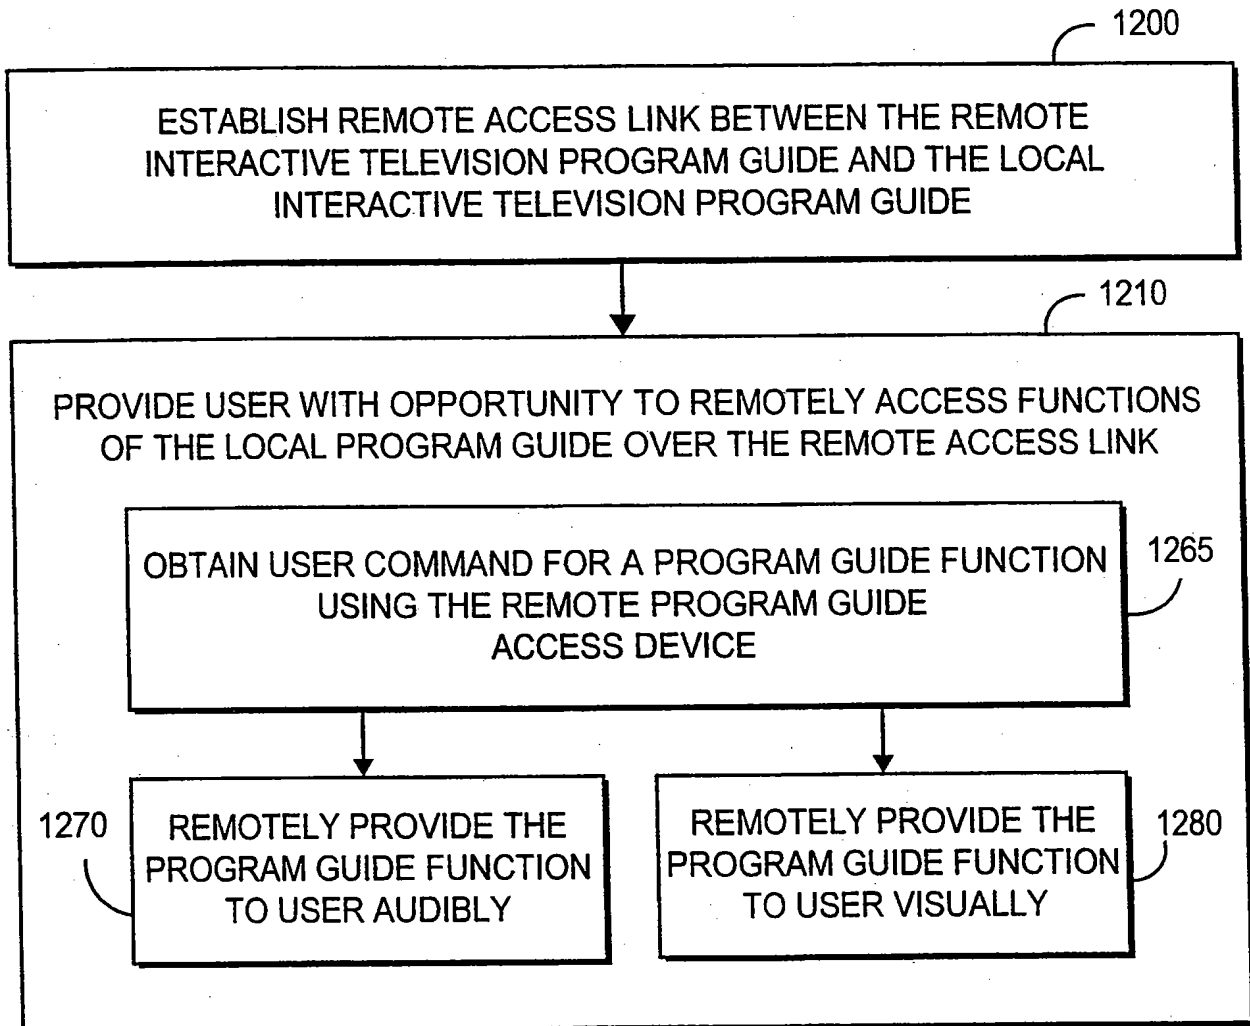 1200
ESTABLISH REMOTE ACCESS LINK BETWEEN THE REMOTE
INTERACTIVE TELEVISION PROGRAM GUIDE AND THE LOCAL
INTERACTIVE TELEVISION PROGRAM GUIDE
1210
PROVIDE USER WITH OPPORTUNITY TO REMOTELY ACCESS FUNCTIONS
OF THE LOCAL PROGRAM GUIDE OVER THE REMOTE ACCESS LINK
OBTAIN USER COMMAND FOR A PROGRAM GUIDE FUNCTION
USING THE REMOTE PROGRAM GUIDE
ACCESS DEVICE
1265
1270
REMOTELY PROVIDE THE
PROGRAM GUIDE FUNCTION
TO USER AUDIBLY
REMOTELY PROVIDE THE
PROGRAM GUIDE FUNCTION
TO USER VISUALLY
1280